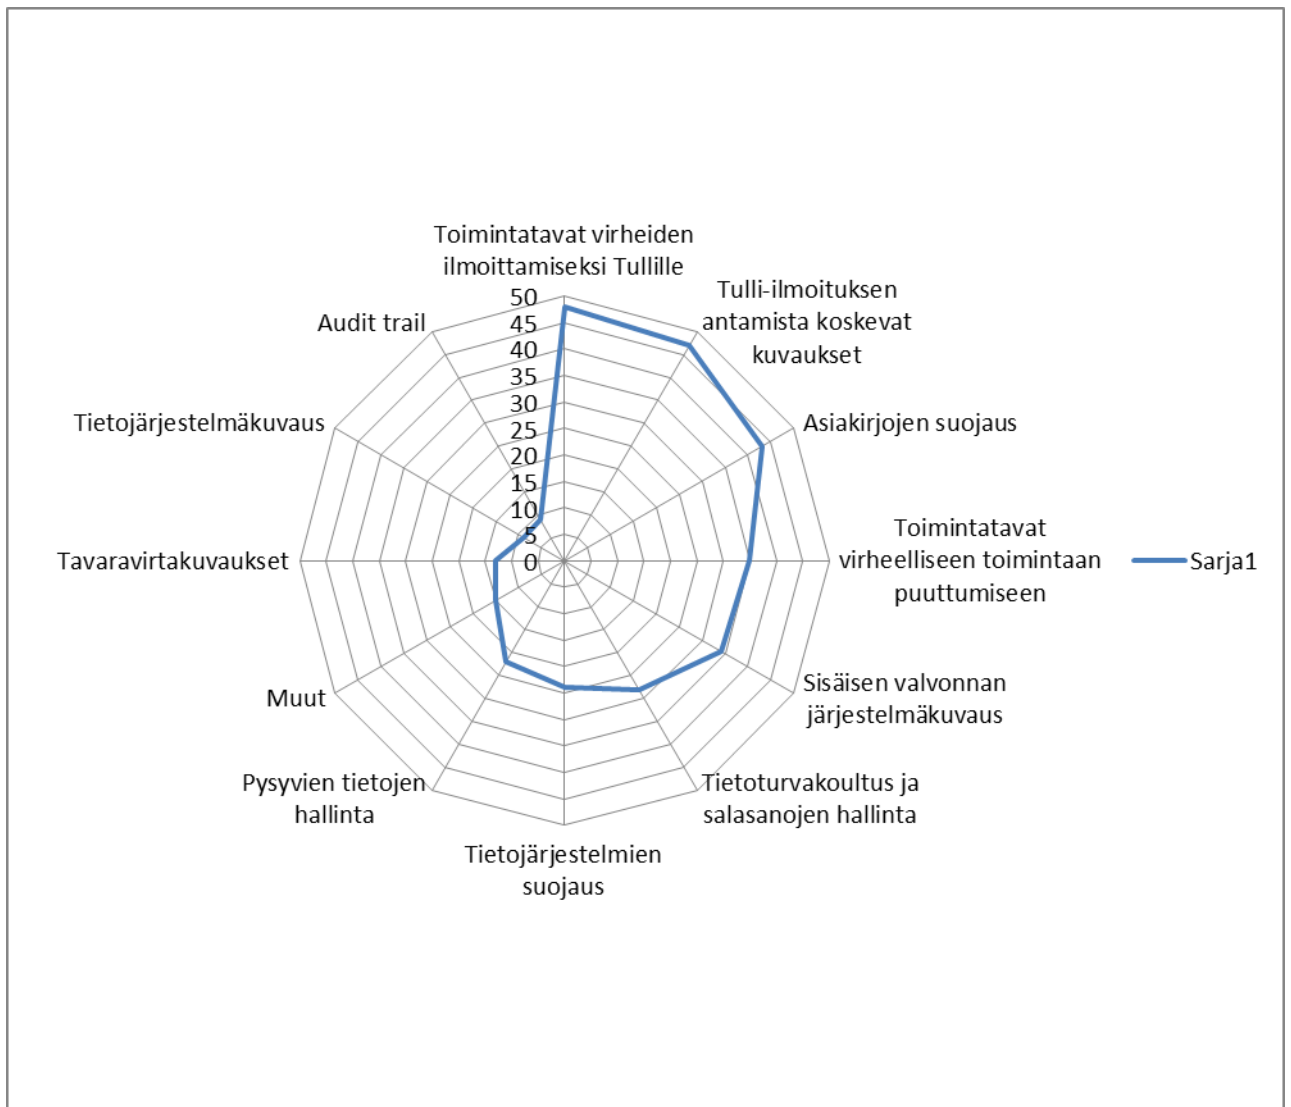 Toimintatavat virheiden
ilmoittamiseksi Tullille
Tulli-ilmoituksen
antamista koskevat
kuvaukset
Asiakirjojen suojaus
Toimintatavat
virheelliseen toimintaan
puuttumiseen
Sisäisen valvonnan
järjestelmäkuvaus
Tietoturvakoultus ja
salasanojen hallinta
Tietojärjestelmien
suojaus
Pysyvien tietojen
hallinta
Muut
Tavaravirtakuvaukset
Tietojärjestelmäkuvaus
Audit trail
50
45
40
35
30
25
20
15
10
5
0
Sarja1